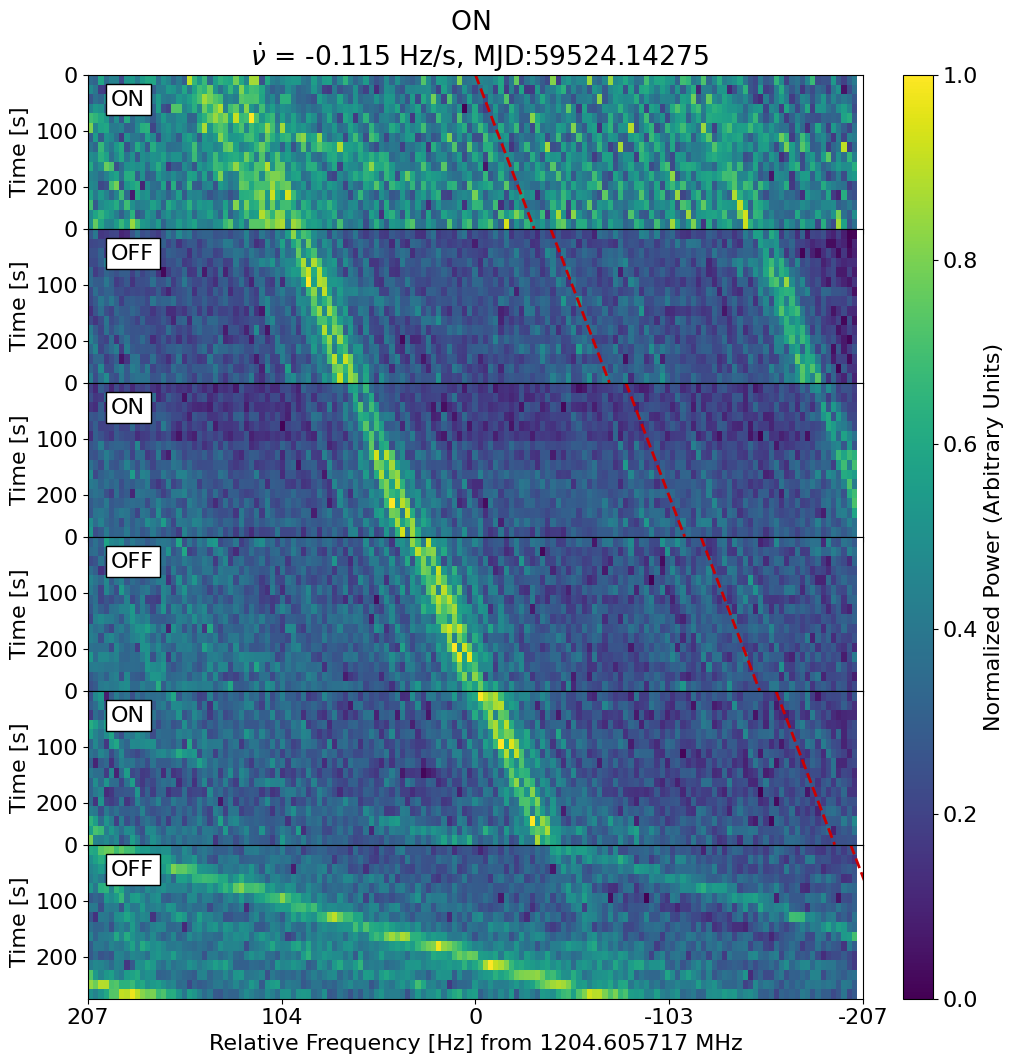 ON
ν̇ = -0.115 Hz/s, MJD:59524.14275
0
100
200
Time [s]
ON
0
100
200
Time [s]
OFF
0
100
200
Time [s]
ON
0
100
200
Time [s]
OFF
0
100
200
Time [s]
ON
0
100
200
Time [s]
OFF
207 104 0 -103 -207
Relative Frequency [Hz] from 1204.605717 MHz
1.0
0.8
0.6
0.4
0.2
0.0
Normalized Power (Arbitrary Units)